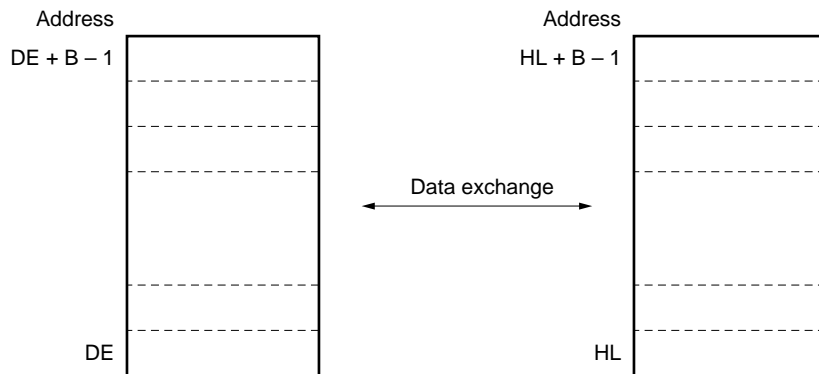 Address
DE + B – 1
Address
HL + B – 1
Data exchange
DE
HL